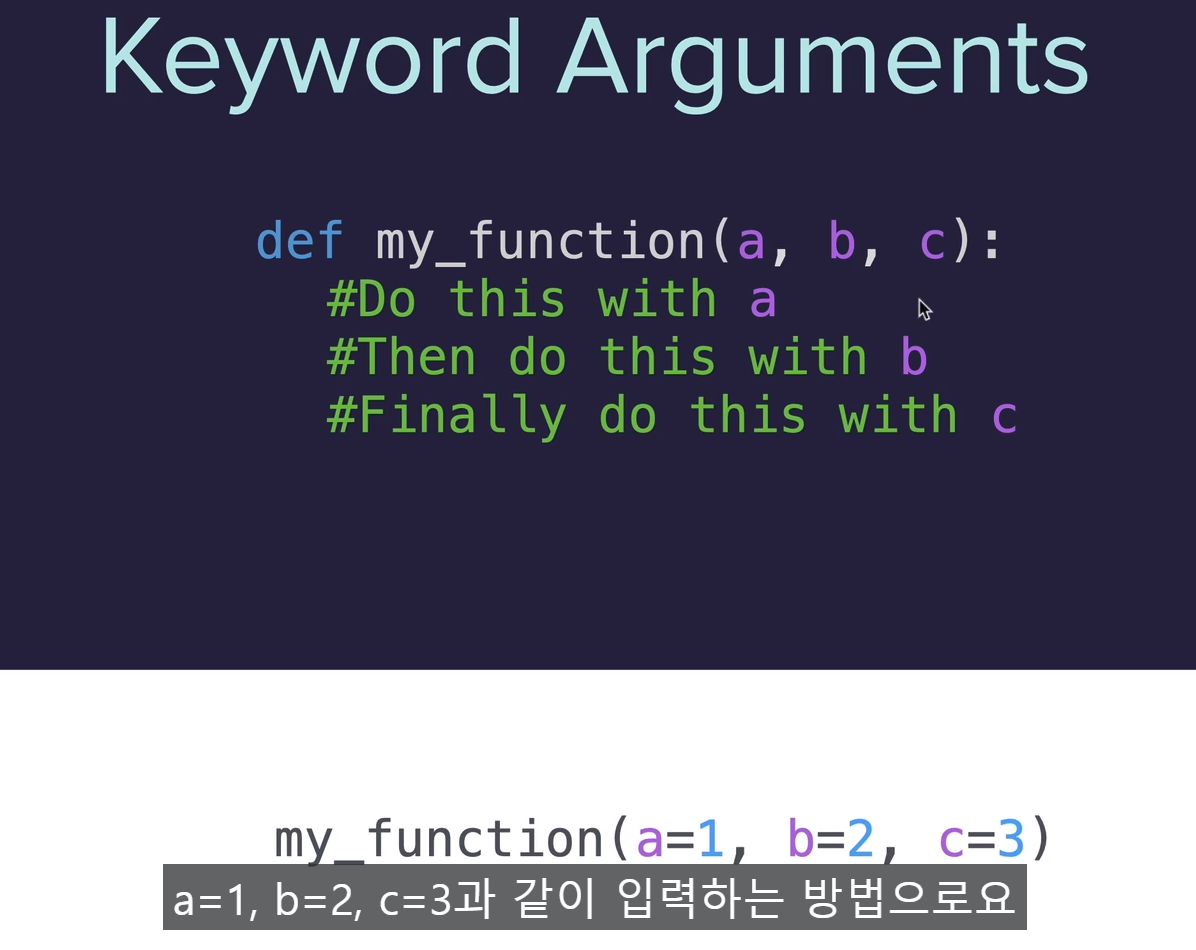 Keyword Arguments
def my_function(a, b, c):
#Do this with a
#Then do this with b
#Finally do this with c
my_function(a=1, b=2, c=3)
a=1, b=2, c=3과 같이 입력하는 방법으로요